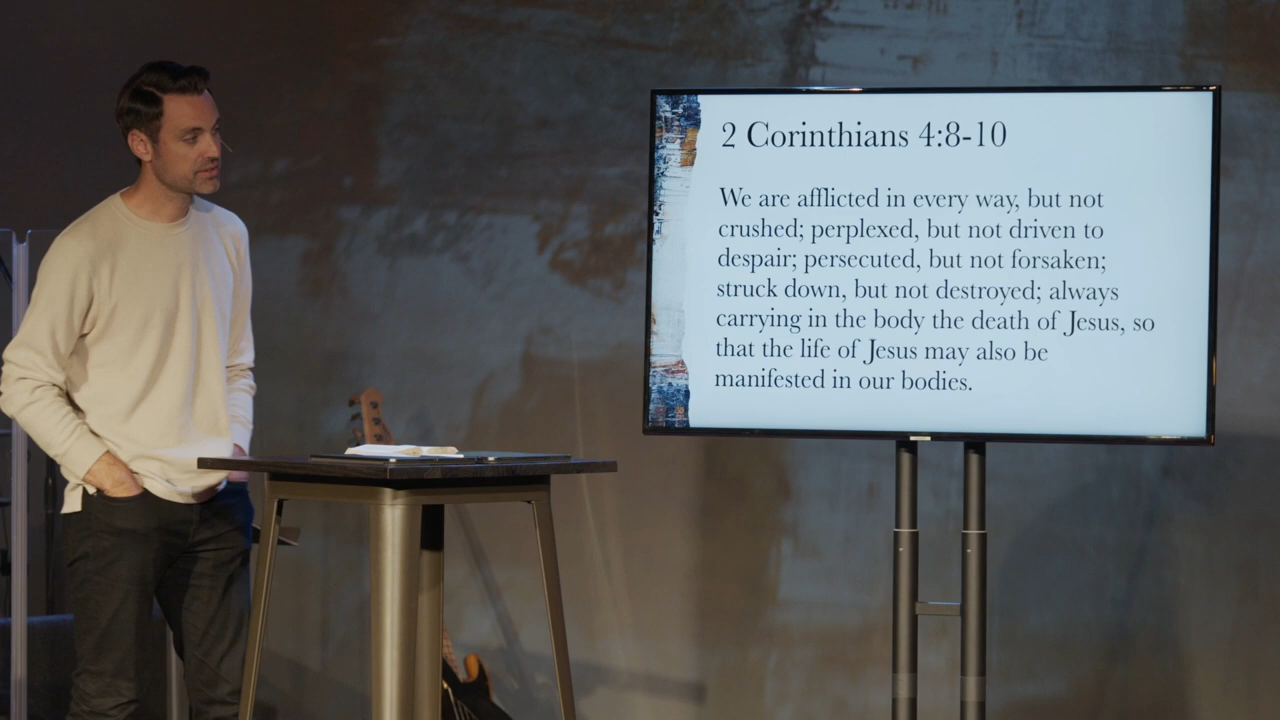 2 Corinthians 4:8-10
We are afflicted in every way, but not
crushed; perplexed, but not driven to
despair; persecuted, but not forsaken;
struck down, but not destroyed; always
carrying in the body the death of Jesus, so
that the life of Jesus may also be
manifested in our bodies.